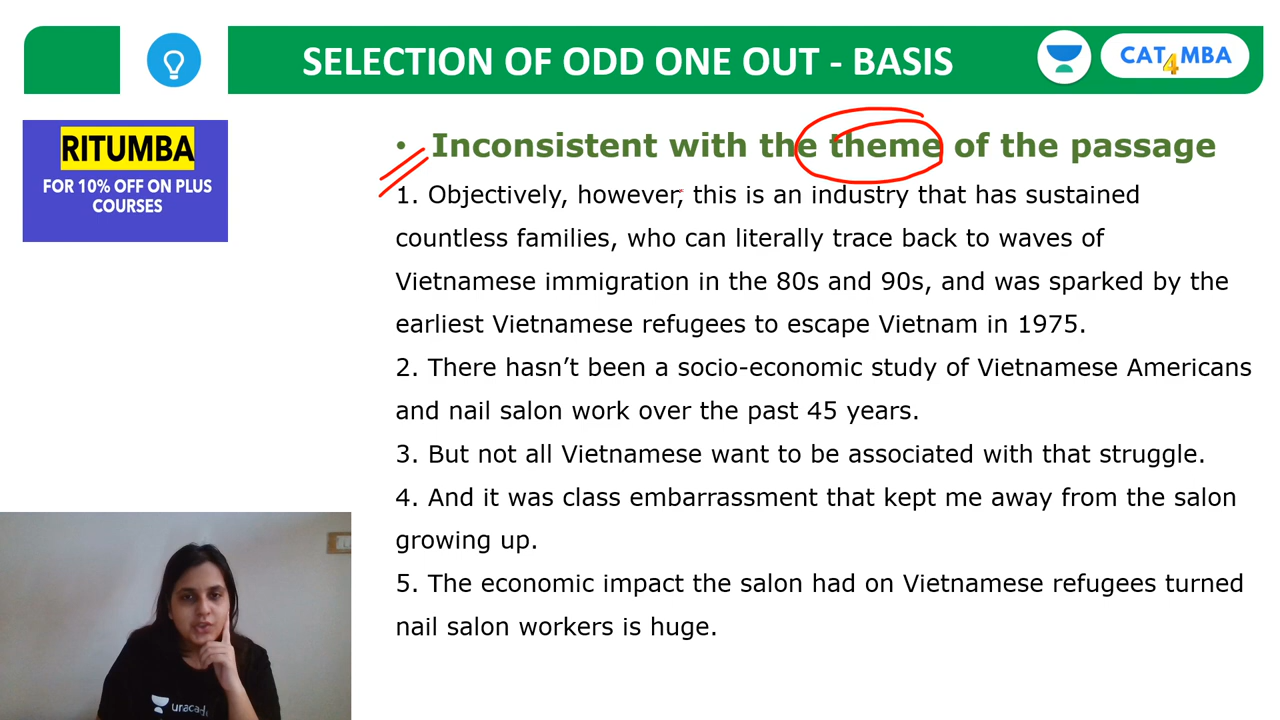 SELECTION OF ODD ONE OUT - BASIS
CAT4MBA
RITUMBA
FOR 10% OFF ON PLUS
COURSES
• Inconsistent with the theme of the passage
1. Objectively, however, this is an industry that has sustained
countless families, who can literally trace back to waves of
Vietnamese immigration in the 80s and 90s, and was sparked by the
earliest Vietnamese refugees to escape Vietnam in 1975.
2. There hasn’t been a socio-economic study of Vietnamese Americans
and nail salon work over the past 45 years.
3. But not all Vietnamese want to be associated with that struggle.
4. And it was class embarrassment that kept me away from the salon
growing up.
5. The economic impact the salon had on Vietnamese refugees turned
nail salon workers is huge.